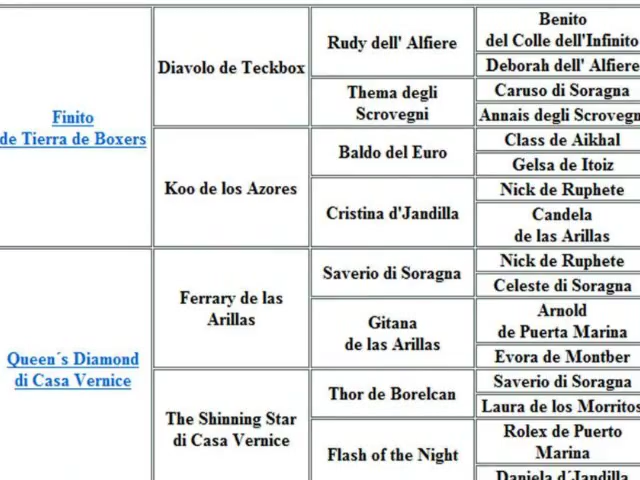 Finito
de Tierra de Boxers
Diavolo de Teckbox
Rudy dell' Alfiere
Benito
del Colle dell'Infinito
Deborah dell' Alfiere
Thema degli
Scrovegni
Caruso di Soragna
Annais degli Scrovegn
Koo de los Azores
Baldo del Euro
Class de Aikhal
Gelsa de Itoiz
Cristina d'Jandilla
Nick de Ruphete
Candela
de las Arillas
Queen´s Diamond
di Casa Vernice
Ferrary de las
Arillas
Saverio di Soragna
Nick de Ruphete
Celeste di Soragna
Gitana
de las Arillas
Arnold
de Puerta Marina
Evora de Montber
The Shinning Star
di Casa Vernice
Thor de Borelcan
Saverio di Soragna
Laura de los Morritos
Flash of the Night
Rolex de Puerto
Marina
Daniela d´Jandilla